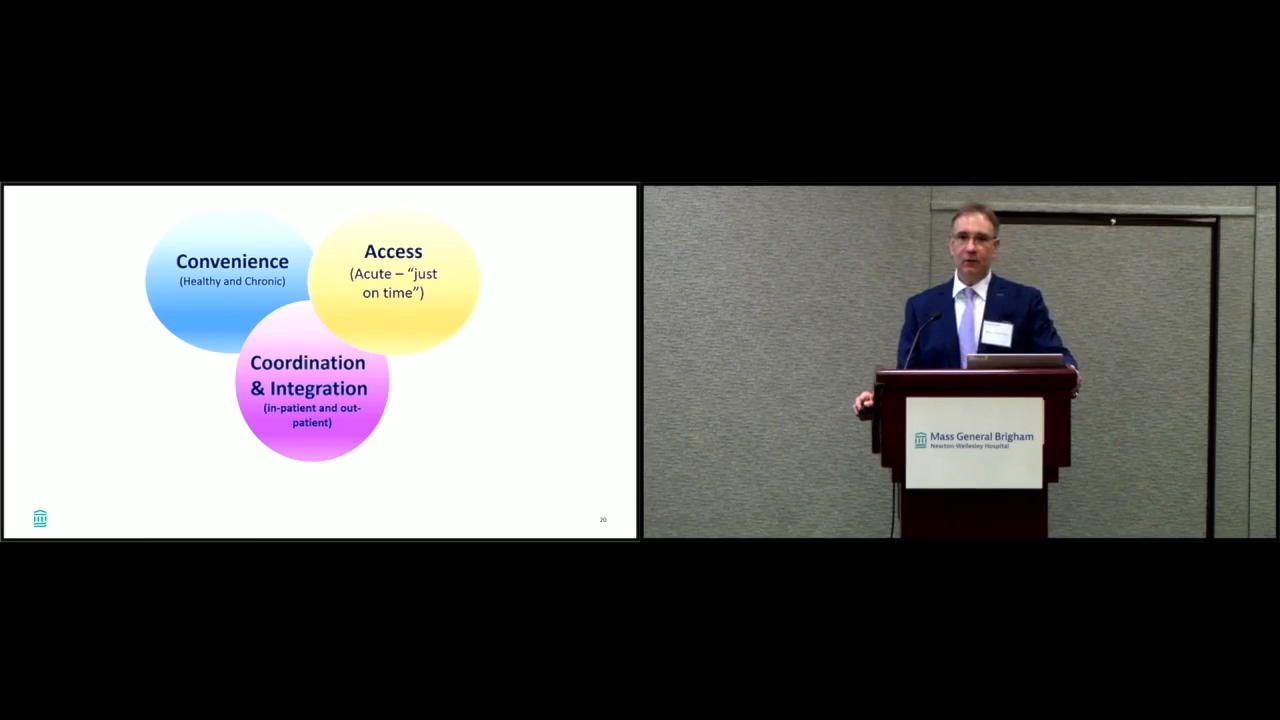 Convenience
(Healthy and Chronic)
Access
(Acute – “just
on time”)
Coordination
& Integration
(in-patient and out-
patient)
20
Mass General Brigham
Newton-Wellesley Hospital